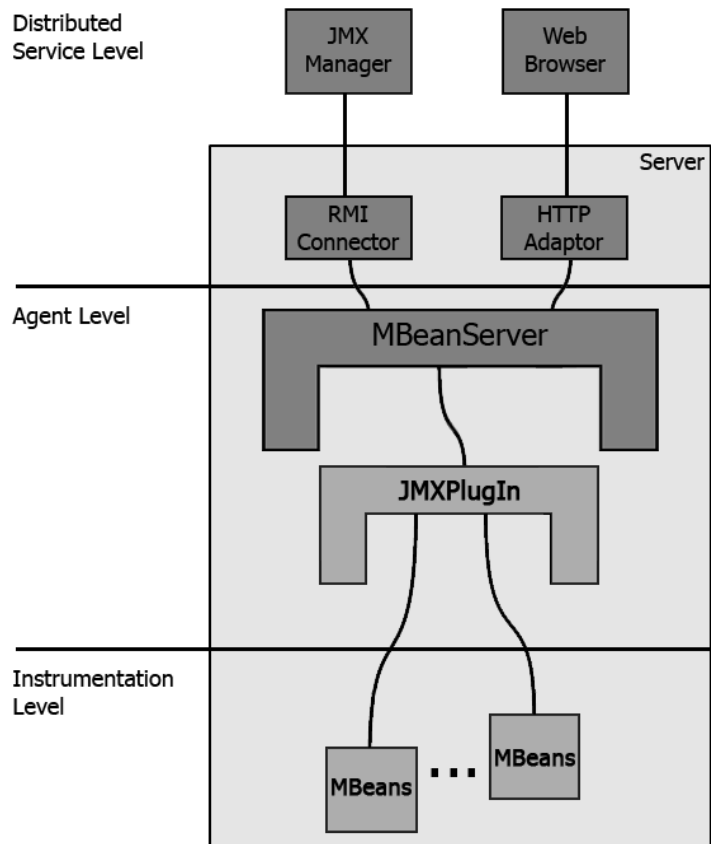 Distributed
Service Level
JMX
Manager
Web
Browser
Server
RMI
Connector
HTTP
Adaptor
Agent Level
MBeanServer
JMXPlugIn
Instrumentation
Level
MBeans
...
MBeans